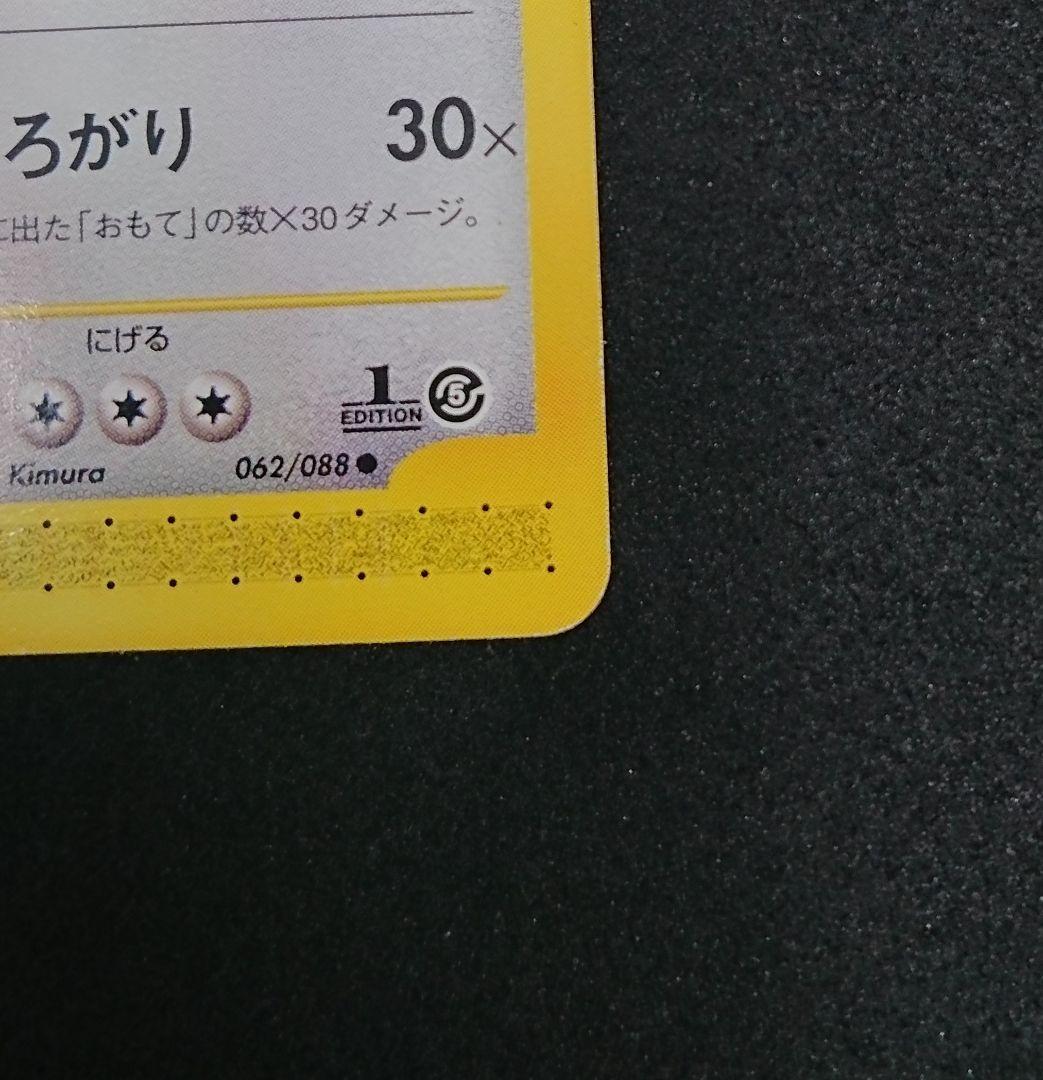 ろがり 30×
に出た「おもて」の数×30ダメージ。
にげる
1
EDITION 5
Kimura 062/088●